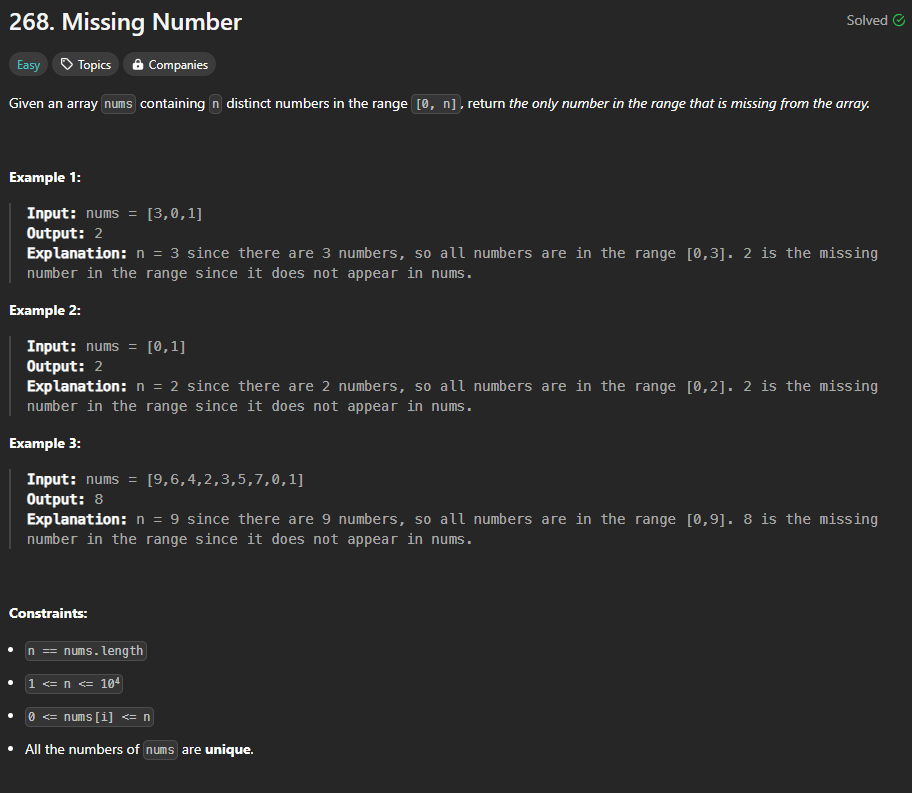 268. Missing Number
Solved
Easy
Topics
Companies
Given an array nums containing n distinct numbers in the range [0, n], return the only number in the range that is missing from the array.
Example 1:
Input: nums = [3,0,1]
Output: 2
Explanation: n = 3 since there are 3 numbers, so all numbers are in the range [0,3]. 2 is the missing
number in the range since it does not appear in nums.
Example 2:
Input: nums = [0,1]
Output: 2
Explanation: n = 2 since there are 2 numbers, so all numbers are in the range [0,2]. 2 is the missing
number in the range since it does not appear in nums.
Example 3:
Input: nums = [9,6,4,2,3,5,7,0,1]
Output: 8
Explanation: n = 9 since there are 9 numbers, so all numbers are in the range [0,9]. 8 is the missing
number in the range since it does not appear in nums.
Constraints:
• n == nums.length
• 1 <= n <= 10⁴
• 0 <= nums[i] <= n
• All the numbers of nums are unique.